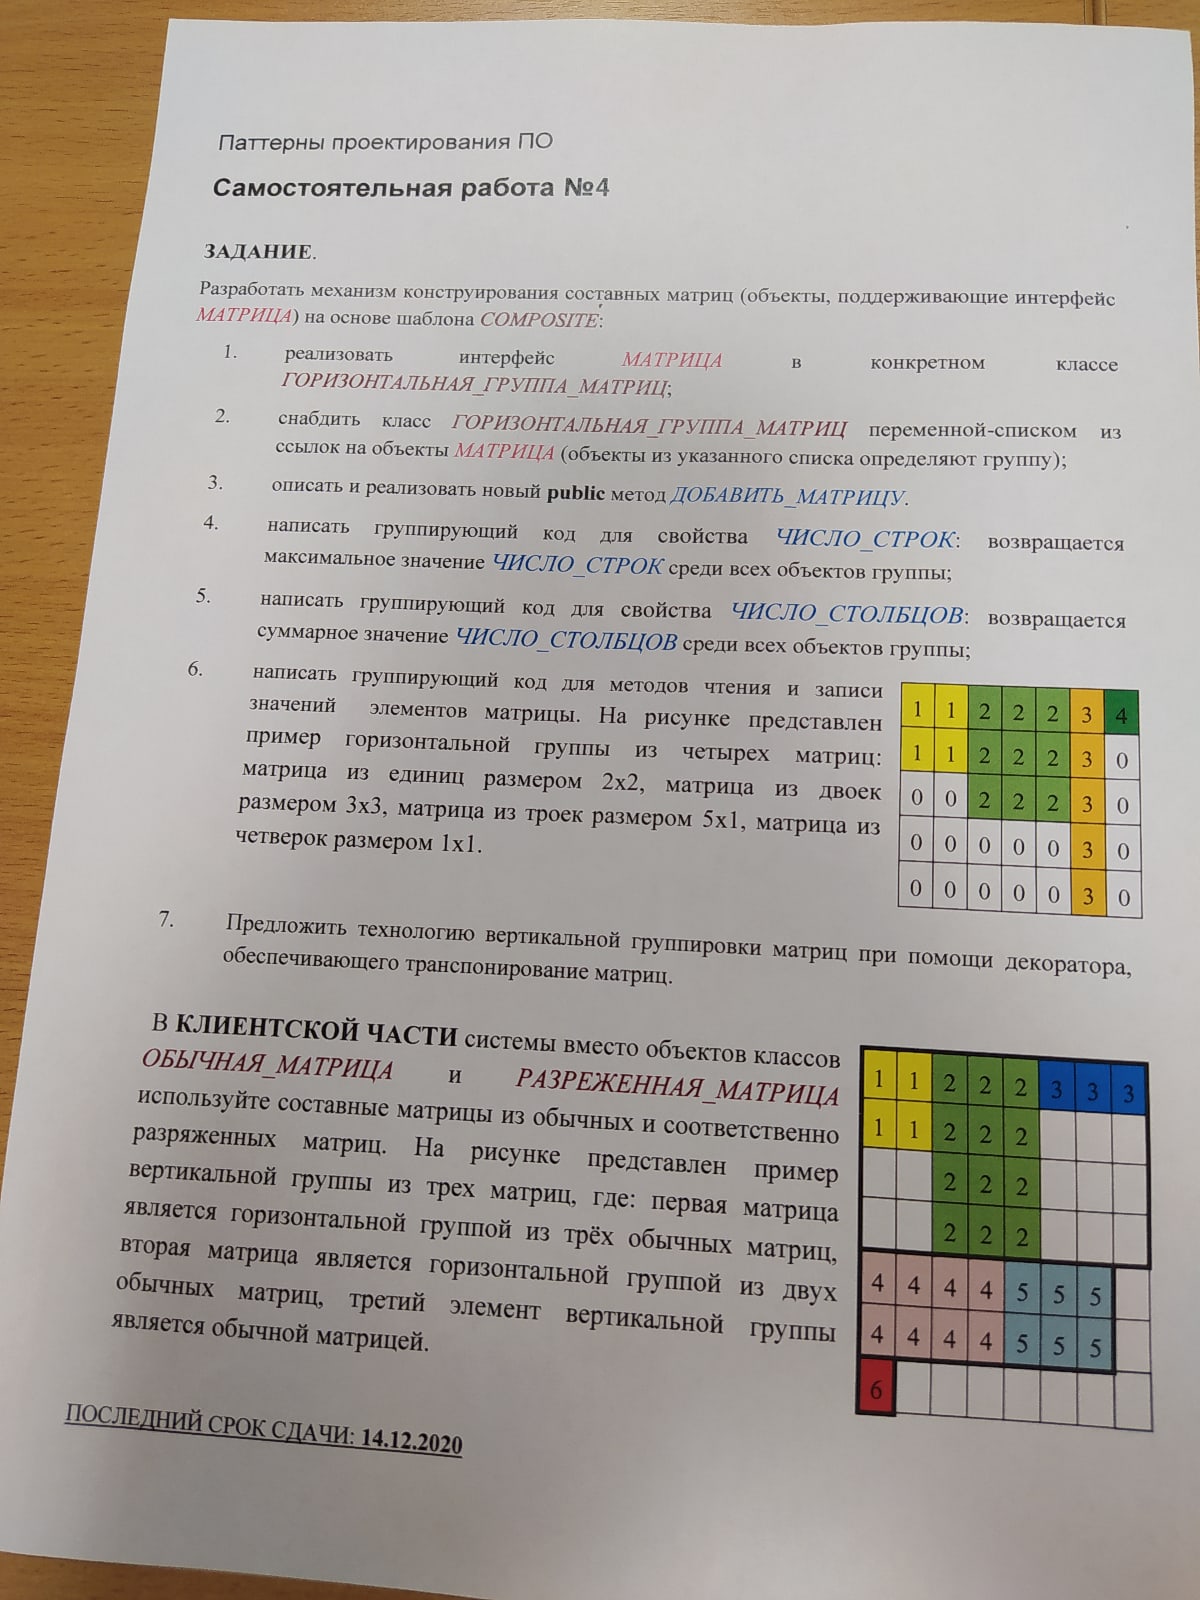 Паттерны проектирования ПО
Самостоятельная работа №4
ЗАДАНИЕ.
Разработать механизм конструирования составных матриц (объекты, поддерживающие интерфейс
МАТРИЦА) на основе шаблона COMPOSITE:
1. реализовать интерфейс МАТРИЦА в конкретном классе
ГОРИЗОНТАЛЬНАЯ_ГРУППА_МАТРИЦ;
2. снабдить класс ГОРИЗОНТАЛЬНАЯ_ГРУППА_МАТРИЦ переменной-списком из
ссылок на объекты МАТРИЦА (объекты из указанного списка определяют группу);
3. описать и реализовать новый public метод ДОБАВИТЬ_МАТРИЦУ.
4. написать группирующий код для свойства ЧИСЛО_СТРОК: возвращается
максимальное значение ЧИСЛО_СТРОК среди всех объектов группы;
5. написать группирующий код для свойства ЧИСЛО_СТОЛБЦОВ: возвращается
суммарное значение ЧИСЛО_СТОЛБЦОВ среди всех объектов группы;
6. написать группирующий код для методов чтения и записи
значений элементов матрицы. На рисунке представлен
пример горизонтальной группы из четырех матриц:
матрица из единиц размером 2x2, матрица из двоек
размером 3x3, матрица из троек размером 5x1, матрица из
четверок размером 1x1.
1 1 2 2 2 3 4
1 1 2 2 2 3 0
0 0 2 2 2 3 0
0 0 0 0 0 3 0
0 0 0 0 0 3 0
7. Предложить технологию вертикальной группировки матриц при помощи декоратора,
обеспечивающего транспонирование матриц.
В КЛИЕНТСКОЙ ЧАСТИ системы вместо объектов классов
ОБЫЧНАЯ_МАТРИЦА и РАЗРЕЖЕННАЯ_МАТРИЦА
используйте составные матрицы из обычных и соответственно
разряженных матриц. На рисунке представлен пример
вертикальной группы из трех матриц, где: первая матрица
является горизонтальной группой из трёх обычных матриц,
вторая матрица является горизонтальной группой из двух
обычных матриц, третий элемент вертикальной группы
является обычной матрицей.
1 1 2 2 2 3 3 3
1 1 2 2 2
2 2 2
2 2 2
4 4 4 4 5 5 5
4 4 4 4 5 5 5
6
ПОСЛЕДНИЙ СРОК СДАЧИ: 14.12.2020